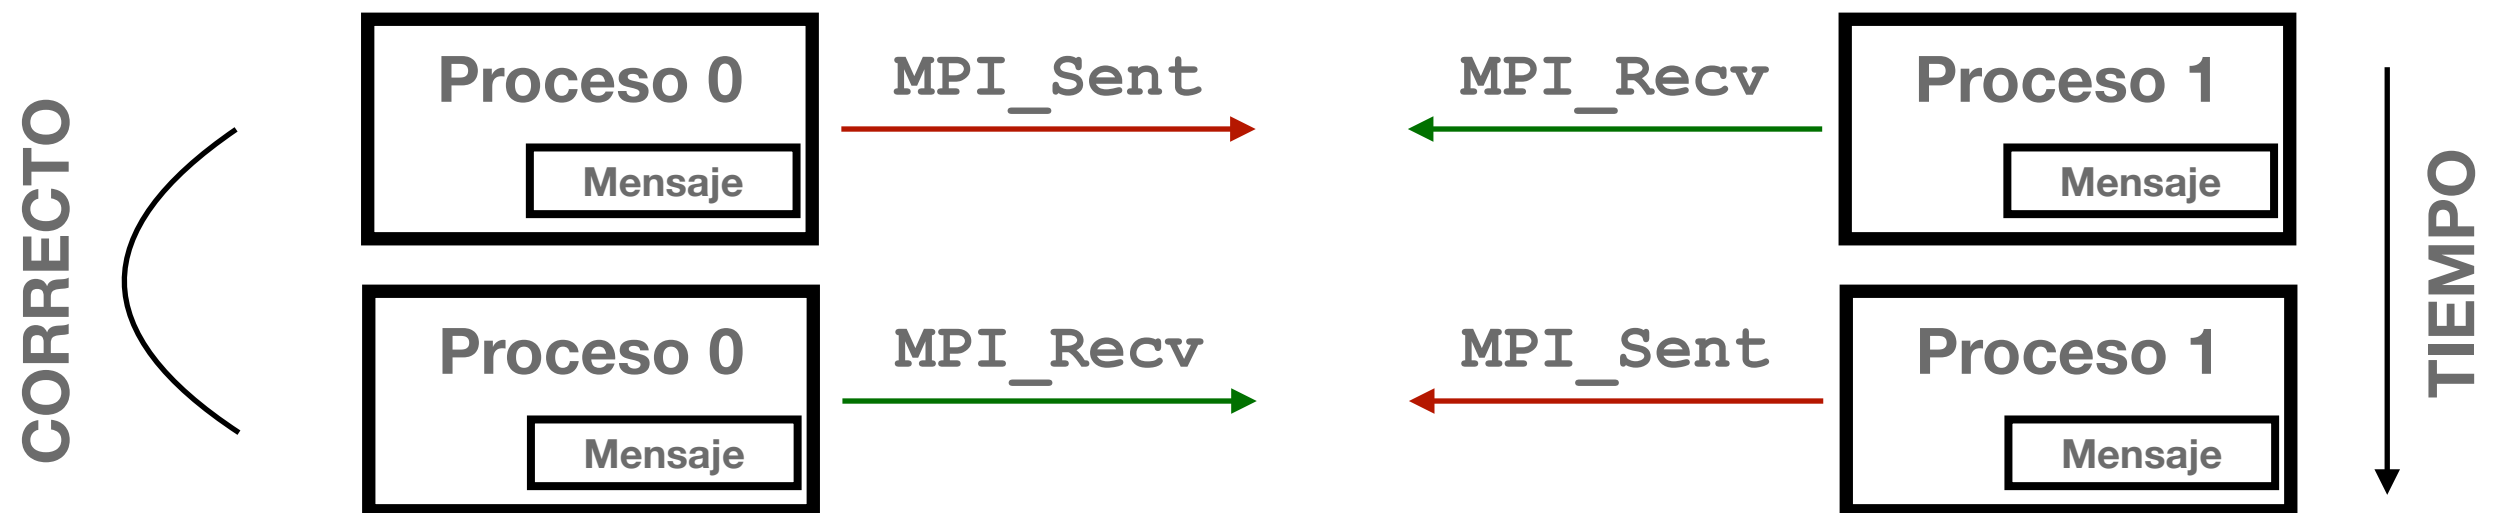 CORRECTO
Proceso 0
Mensaje
MPI_Sent
MPI_Recv
Proceso 1
Mensaje
Proceso 0
Mensaje
MPI_Recv
MPI_Sent
Proceso 1
Mensaje
TIEMPO